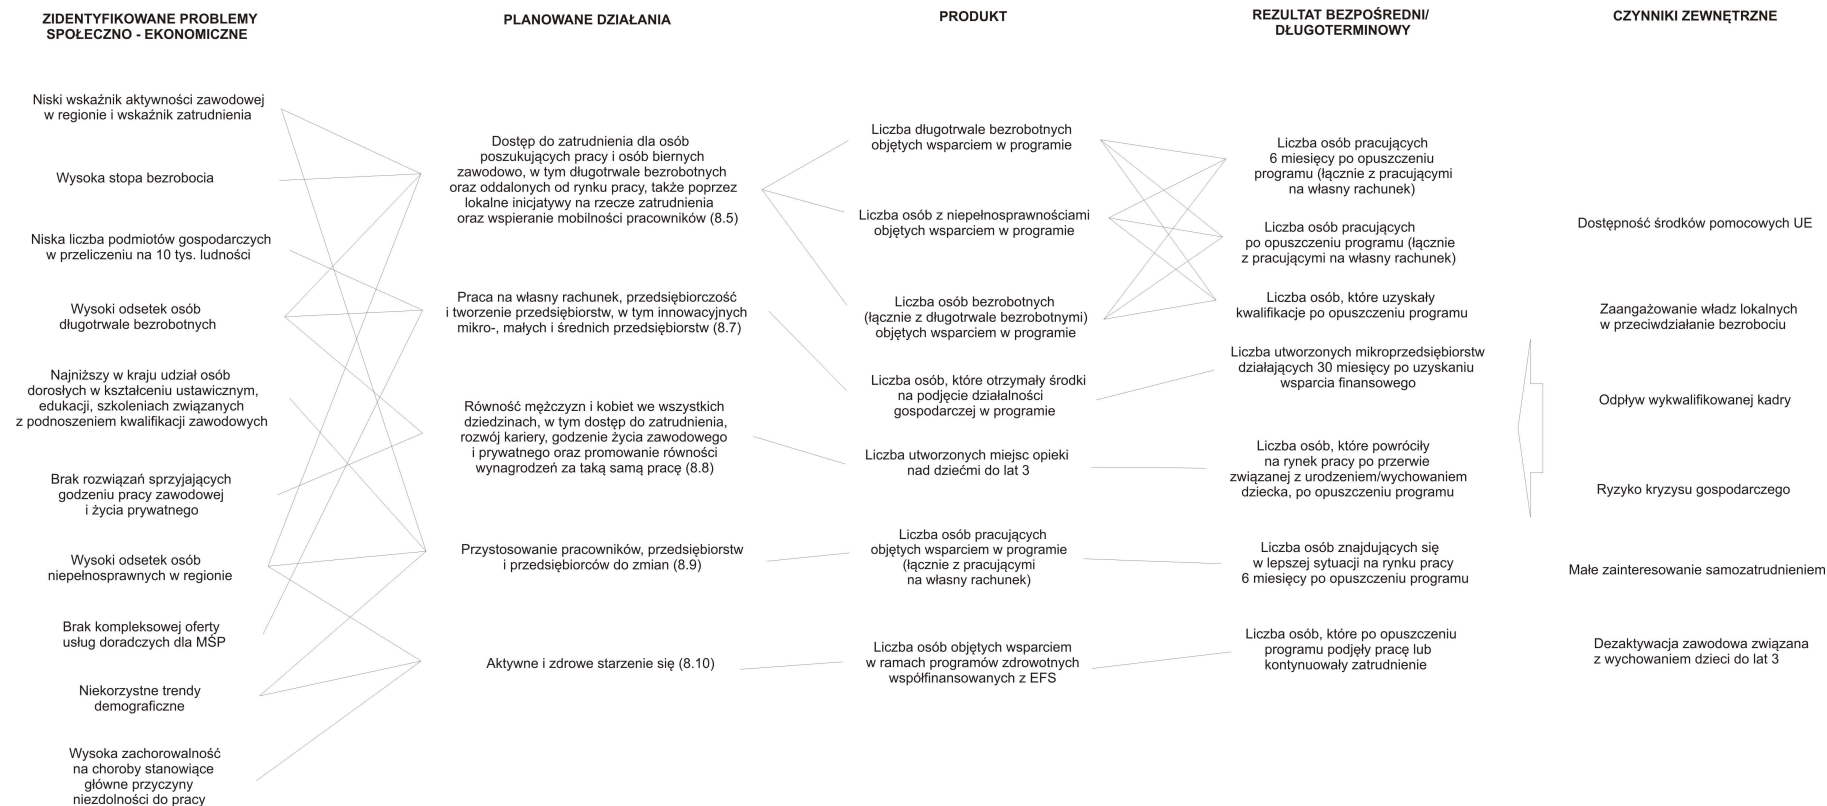 ZIDENTYFIKOWANE PROBLEMY
SPOŁECZNO - EKONOMICZNE
Niski wskaźnik aktywności zawodowej
w regionie i wskaźnik zatrudnienia
Wysoka stopa bezrobocia
Niska liczba podmiotów gospodarczych
w przeliczeniu na 10 tys. ludności
Wysoki odsetek osób
długotrwale bezrobotnych
Najniższy w kraju udział osób
dorosłych w kształceniu ustawicznym,
edukacji, szkoleniach związanych
z podnoszeniem kwalifikacji zawodowych
Brak rozwiązań sprzyjających
godzeniu pracy zawodowej
i życia prywatnego
Wysoki odsetek osób
niepełnosprawnych w regionie
Brak kompleksowej oferty
usług doradczych dla MŚP
Niekorzystne trendy
demograficzne
Wysoka zachorowalność
na choroby stanowiące
główne przyczyny
niezdolności do pracy
PLANOWANE DZIAŁANIA
Dostęp do zatrudnienia dla osób
poszukujących pracy i osób biernych
zawodowo, w tym długotrwale bezrobotnych
oraz oddalonych od rynku pracy, także poprzez
lokalne inicjatywy na rzecze zatrudnienia
oraz wspieranie mobilności pracowników (8.5)
Praca na własny rachunek, przedsiębiorczość
i tworzenie przedsiębiorstw, w tym innowacyjnych
mikro-, małych i średnich przedsiębiorstw (8.7)
Równość mężczyzn i kobiet we wszystkich
dziedzinach, w tym dostęp do zatrudnienia,
rozwój kariery, godzenie życia zawodowego
i prywatnego oraz promowanie równości
wynagrodzeń za taką samą pracę (8.8)
Przystosowanie pracowników, przedsiębiorstw
i przedsiębiorców do zmian (8.9)
Aktywne i zdrowe starzenie się (8.10)
PRODUKT
Liczba długotrwale bezrobotnych
objętych wsparciem w programie
Liczba osób z niepełnosprawnościami
objętych wsparciem w programie
Liczba osób bezrobotnych
(łącznie z długotrwale bezrobotnymi)
objętych wsparciem w programie
Liczba osób, które otrzymały środki
na podjęcie działalności
gospodarczej w programie
Liczba utworzonych miejsc opieki
nad dziećmi do lat 3
Liczba osób pracujących
objętych wsparciem w programie
(łącznie z pracującymi
na własny rachunek)
Liczba osób objętych wsparciem
w ramach programów zdrowotnych
współfinansowanych z EFS
REZULTAT BEZPOŚREDNI/
DŁUGOTERMINOWY
Liczba osób pracujących
6 miesięcy po opuszczeniu
programu (łącznie z pracującymi
na własny rachunek)
Liczba osób pracujących
po opuszczeniu programu (łącznie
z pracującymi na własny rachunek)
Liczba osób, które uzyskały
kwalifikacje po opuszczeniu programu
Liczba utworzonych mikroprzedsiębiorstw
działających 30 miesięcy po uzyskaniu
wsparcia finansowego
Liczba osób, które powróciły
na rynek pracy po przerwie
związanej z urodzeniem/wychowaniem
dziecka, po opuszczeniu programu
Liczba osób znajdujących się
w lepszej sytuacji na rynku pracy
6 miesięcy po opuszczeniu programu
Liczba osób, które po opuszczeniu
programu podjęły pracę lub
kontynuowały zatrudnienie
CZYNNIKI ZEWNĘTRZNE
Dostępność środków pomocowych UE
Zaangażowanie władz lokalnych
w przeciwdziałanie bezrobociu
Odpływ wykwalifikowanej kadry
Ryzyko kryzysu gospodarczego
Małe zainteresowanie samozatrudnieniem
Dezaktywacja zawodowa związana
z wychowaniem dzieci do lat 3